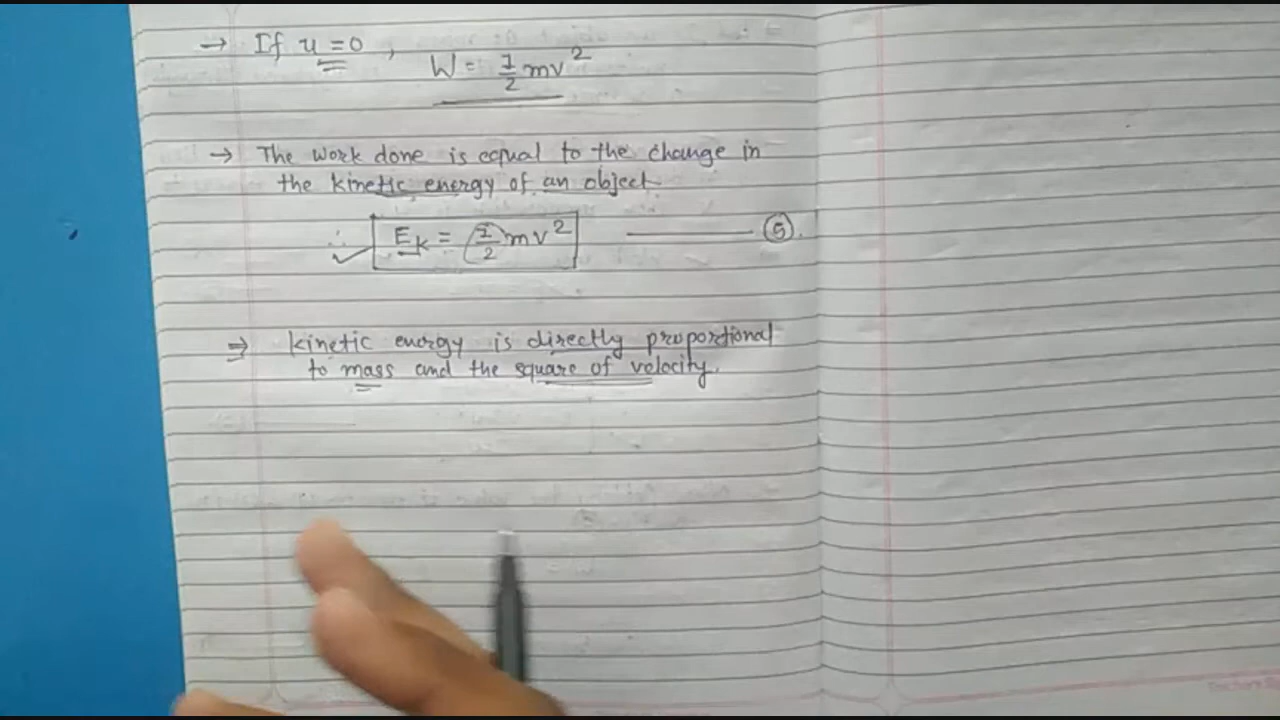 → If u = 0 , W = 1/2 mv²
→ The work done is equal to the change in
the kinetic energy of an object
∴ Eₖ = 1/2 mv² ——— ⑤.
⇒ Kinetic energy is directly proportional
to mass and the square of velocity.